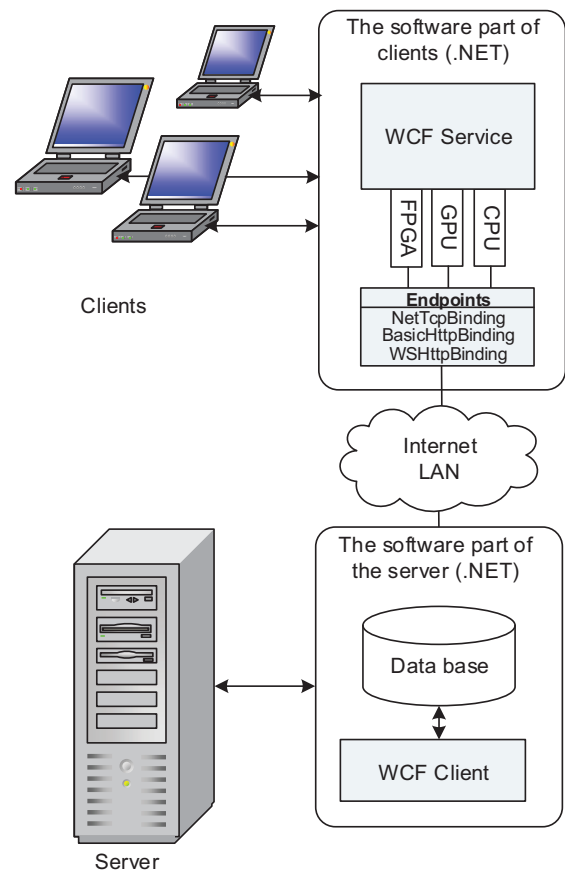 The software part of
clients (.NET)
WCF Service
FPGA
GPU
CPU
Endpoints
NetTcpBinding
BasicHttpBinding
WSHttpBinding
Clients
Internet
LAN
The software part of
the server (.NET)
Data base
WCF Client
Server